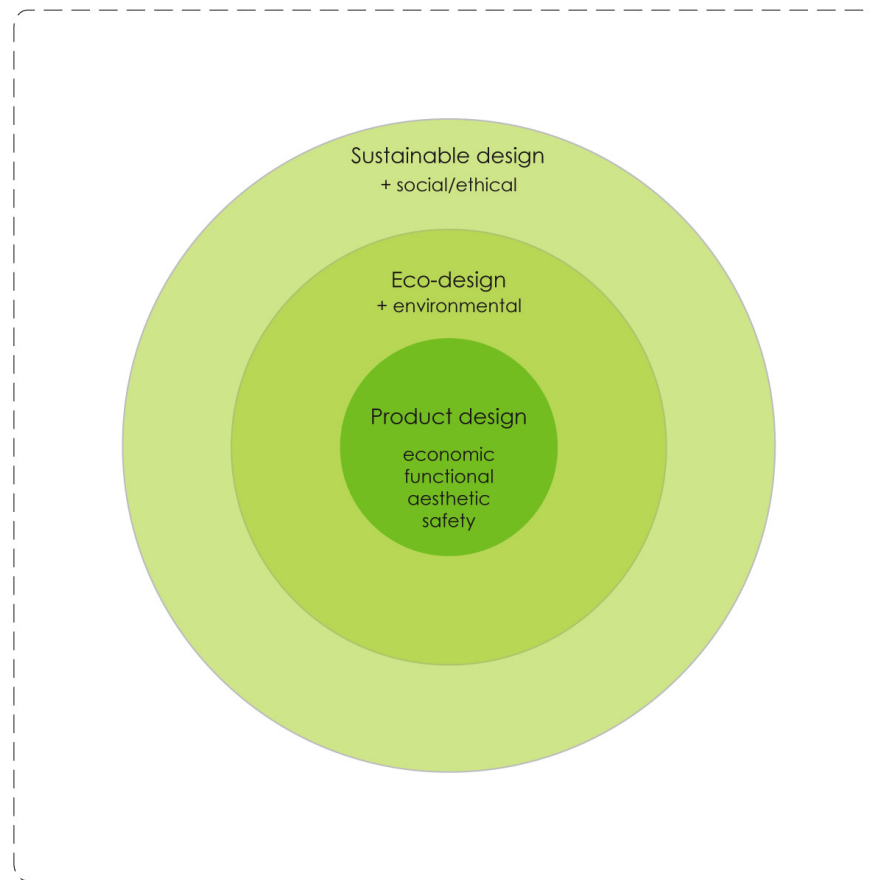 Sustainable design
+ social/ethical
Eco-design
+ environmental
Product design
economic
functional
aesthetic
safety